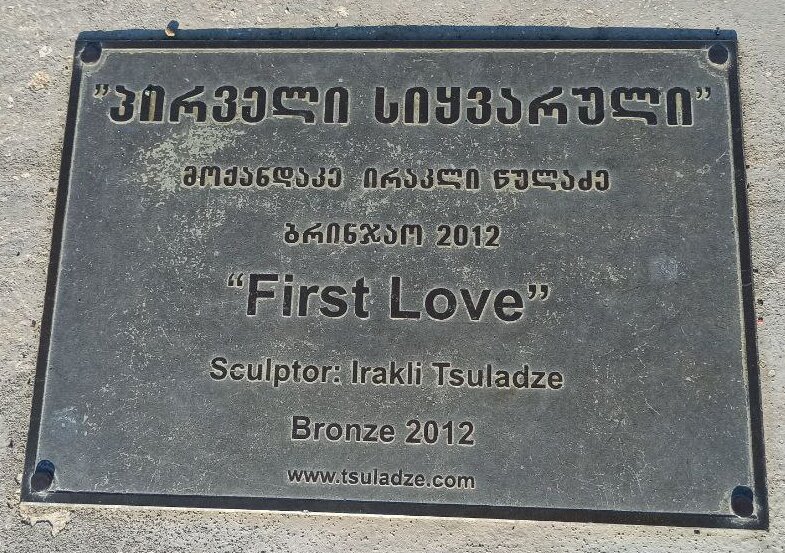 "პირველი სიყვარული"
მოქანდაკე ირაკლი წულაძე
ბრინჯაო 2012
“First Love”
Sculptor: Irakli Tsuladze
Bronze 2012
www.tsuladze.com